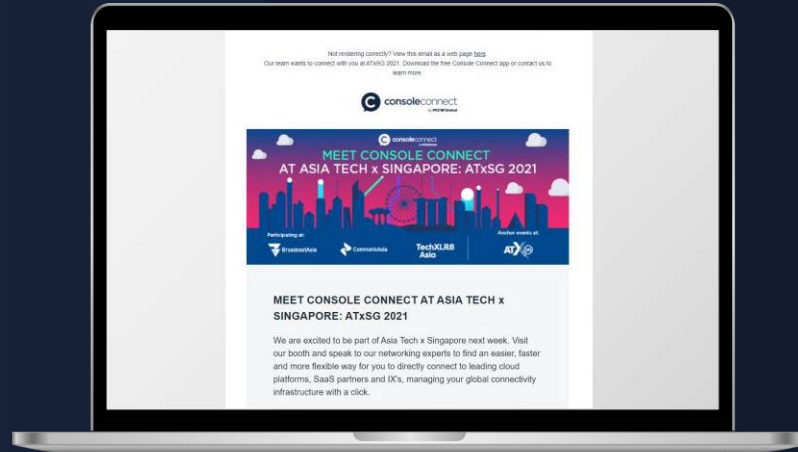 Not rendering correctly? View this email as a web page here.
Our team wants to connect with you at ATxSG 2021. Download the free Console Connect app or contact us to
learn more.
consoleconnect
by PCCW Global
consoleconnect
MEET CONSOLE CONNECT
AT ASIA TECH x SINGAPORE: ATxSG 2021
Participating at:
Anchor events at:
BroadcastAsia
CommunicAsia
TechXLR8
Asia
ATX SG
MEET CONSOLE CONNECT AT ASIA TECH x
SINGAPORE: ATxSG 2021
We are excited to be part of Asia Tech x Singapore next week. Visit
our booth and speak to our networking experts to find an easier, faster
and more flexible way for you to directly connect to leading cloud
platforms, SaaS partners and IX's, managing your global connectivity
infrastructure with a click.